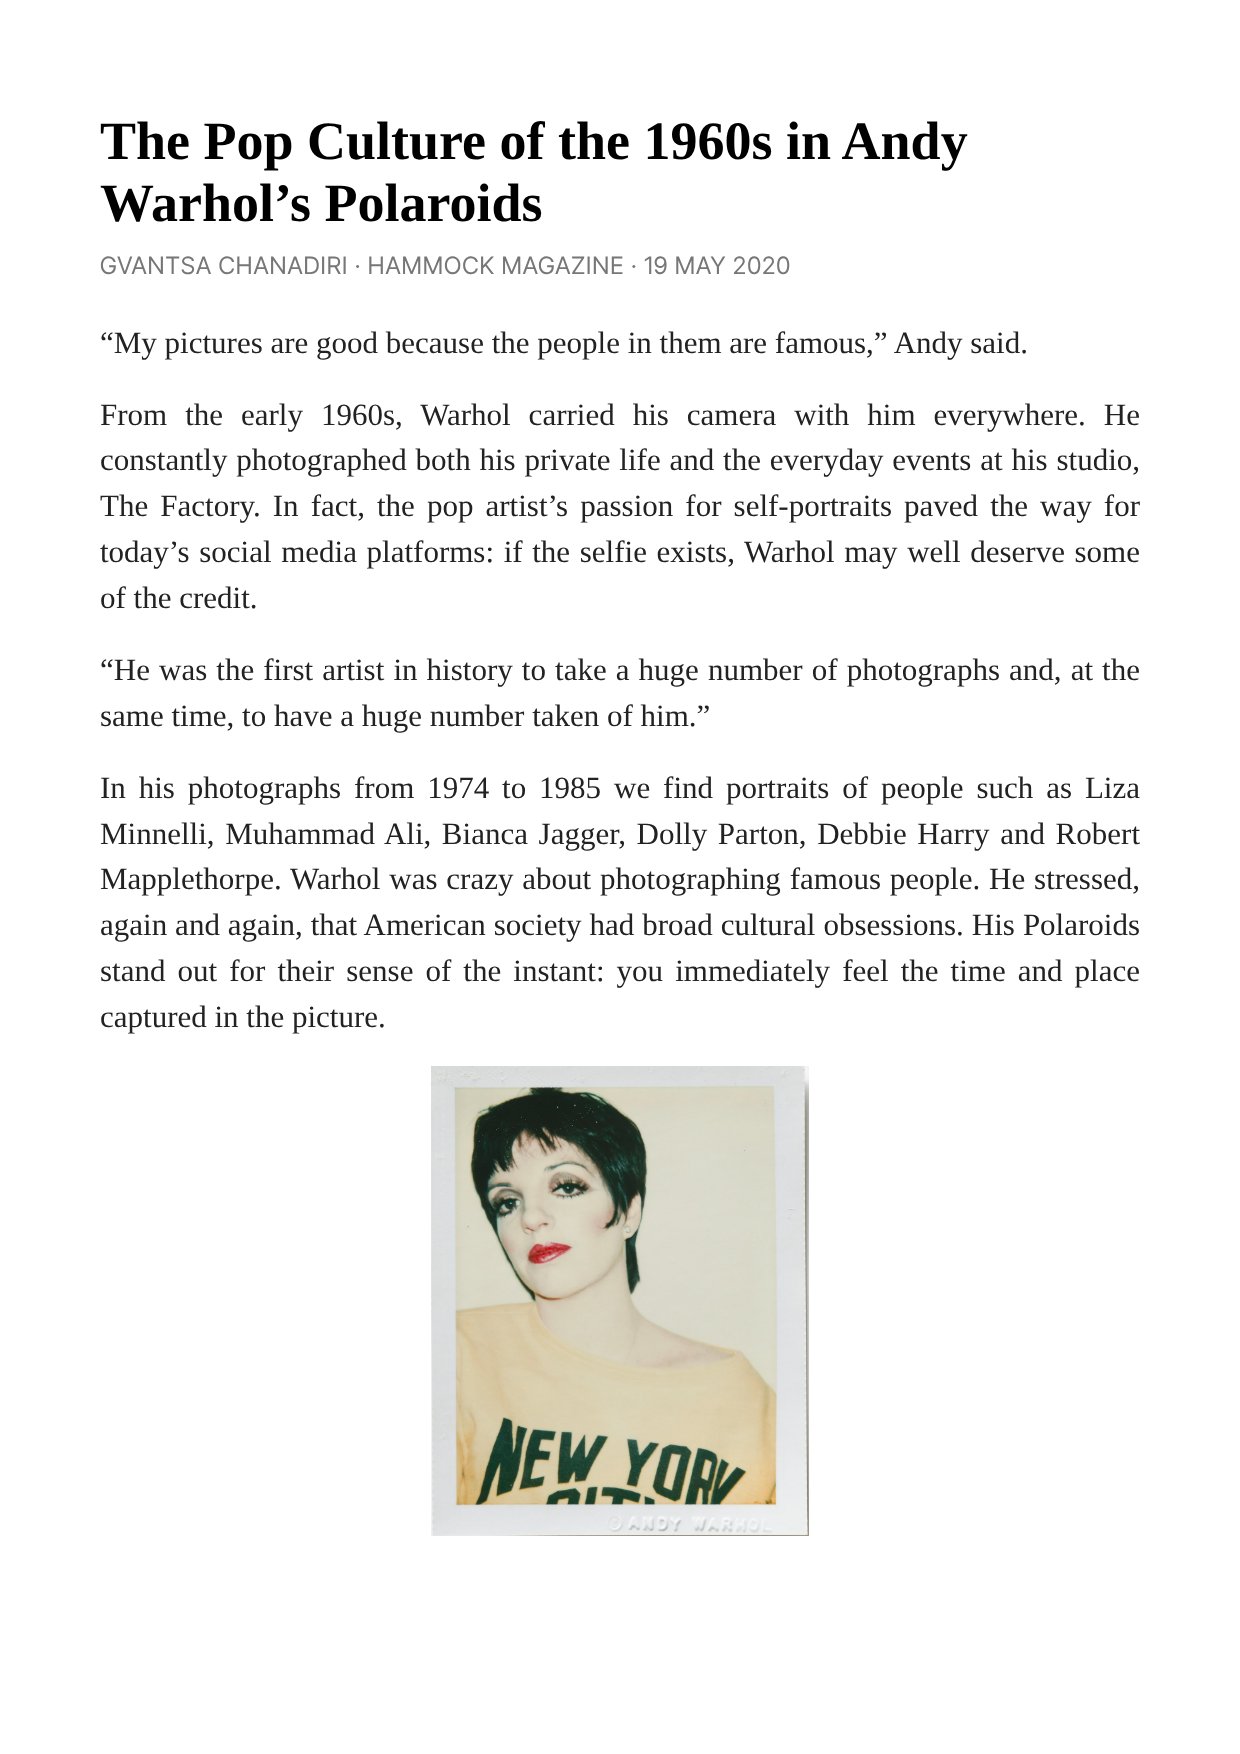 The Pop Culture of the 1960s in Andy
Warhol’s Polaroids
GVANTSA CHANADIRI · HAMMOCK MAGAZINE · 19 MAY 2020
“My pictures are good because the people in them are famous,” Andy said.
From the early 1960s, Warhol carried his camera with him everywhere. He
constantly photographed both his private life and the everyday events at his studio,
The Factory. In fact, the pop artist’s passion for self-portraits paved the way for
today’s social media platforms: if the selfie exists, Warhol may well deserve some
of the credit.
“He was the first artist in history to take a huge number of photographs and, at the
same time, to have a huge number taken of him.”
In his photographs from 1974 to 1985 we find portraits of people such as Liza
Minnelli, Muhammad Ali, Bianca Jagger, Dolly Parton, Debbie Harry and Robert
Mapplethorpe. Warhol was crazy about photographing famous people. He stressed,
again and again, that American society had broad cultural obsessions. His Polaroids
stand out for their sense of the instant: you immediately feel the time and place
captured in the picture.
NEW YORK
CITY
© ANDY WARHOL